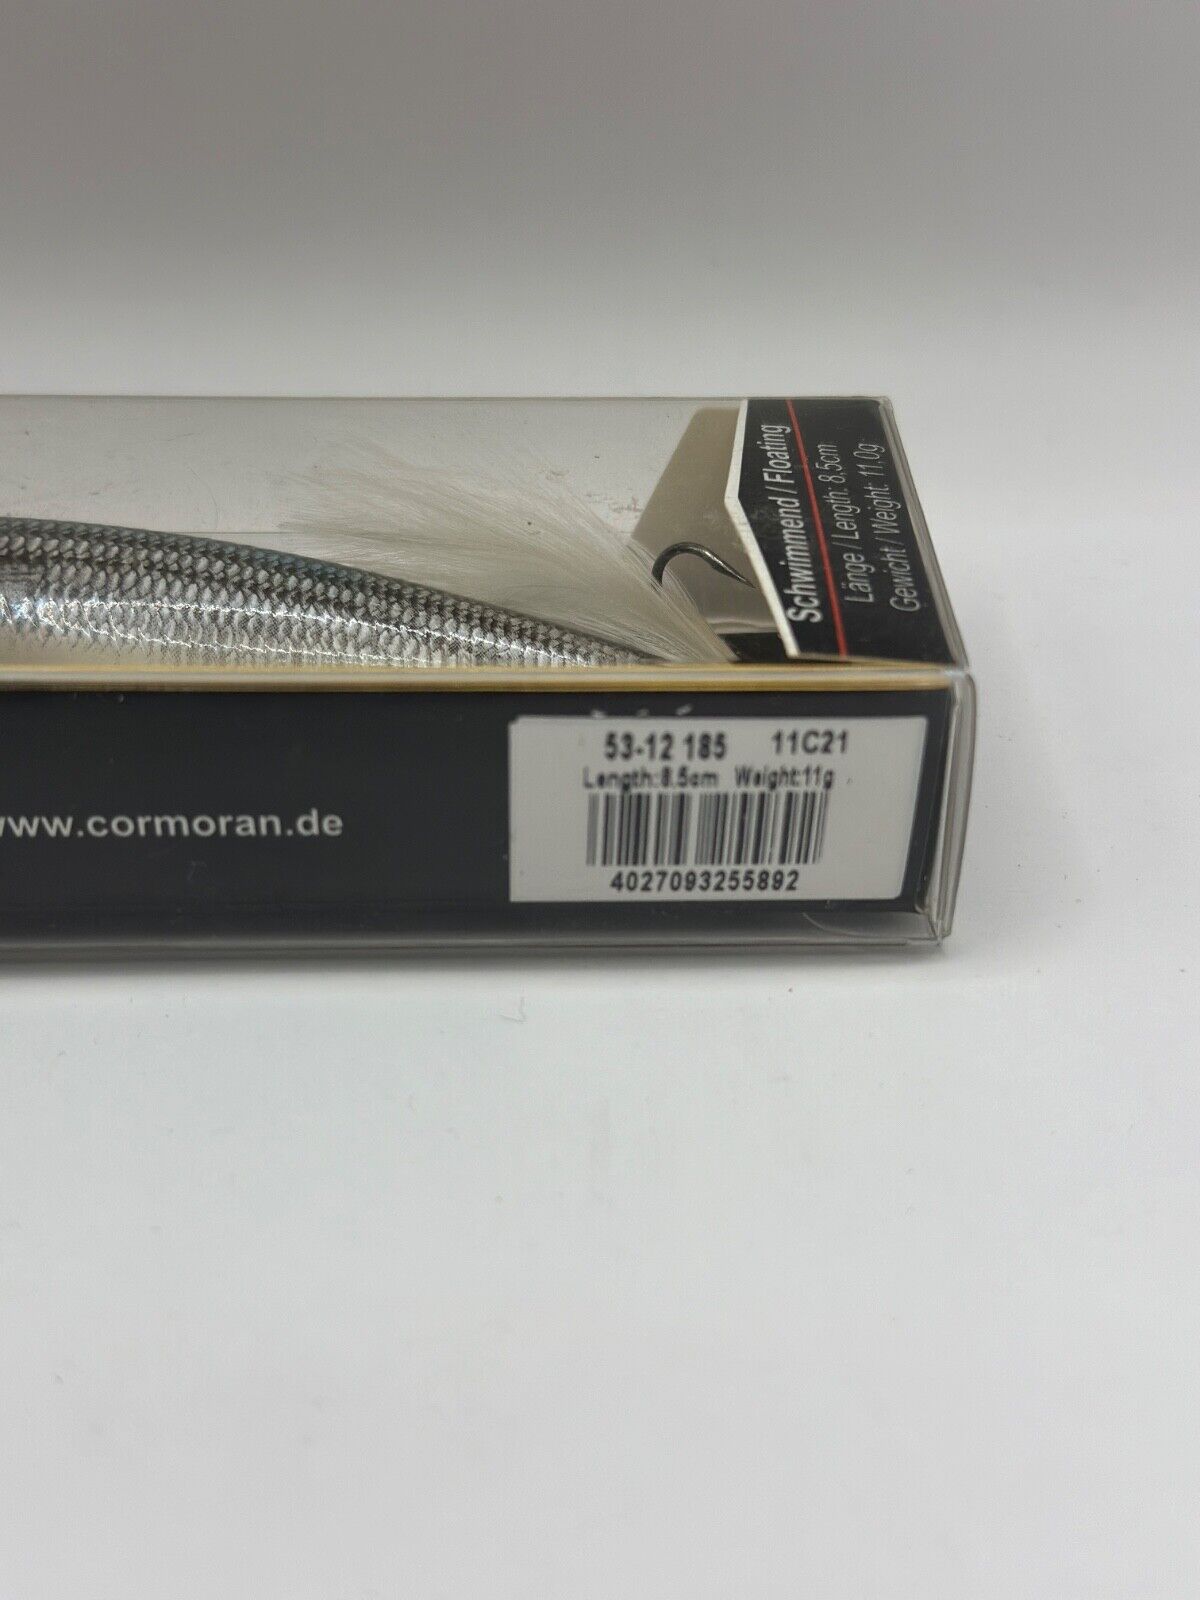 Schwimmend / Floating
Länge / Length: 8,5cm
Gewicht / Weight: 11,0g
53-12 185 11C21
Length:8.5cm Weight:11g
www.cormoran.de
4027093255892